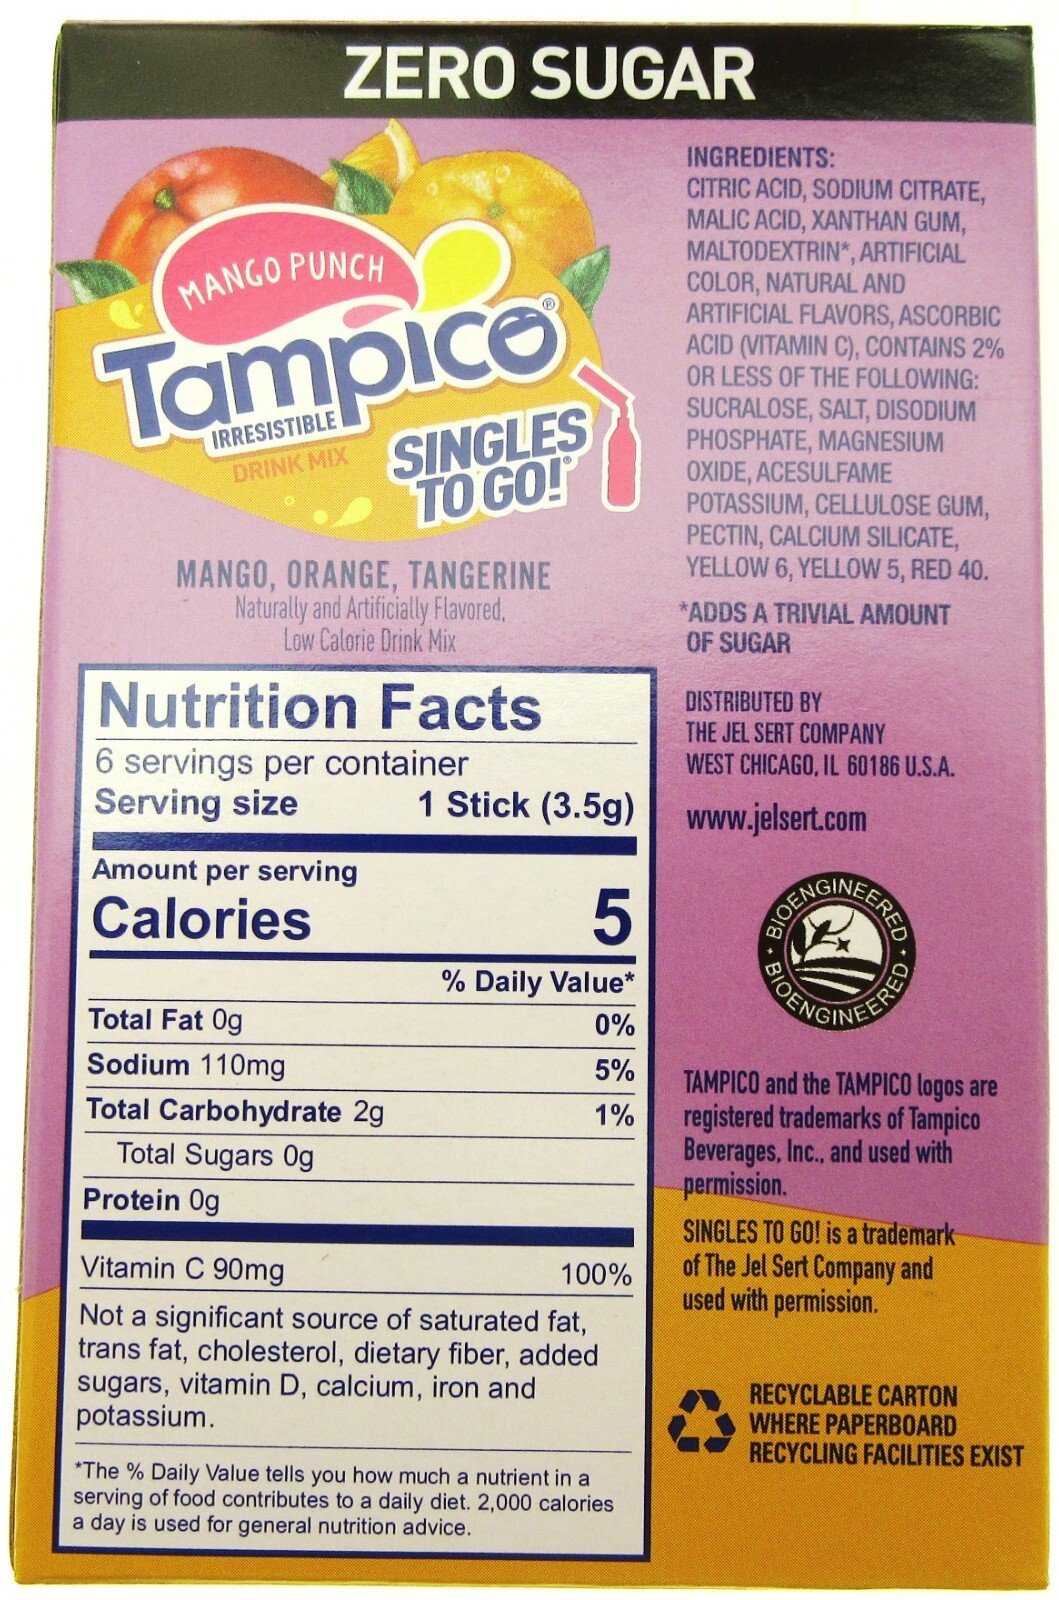 ZERO SUGAR
MANGO PUNCH
Tampico®
IRRESISTIBLE
DRINK MIX
SINGLES
TO GO!®
MANGO, ORANGE, TANGERINE
Naturally and Artificially Flavored,
Low Calorie Drink Mix
Nutrition Facts
6 servings per container
Serving size 1 Stick (3.5g)
Amount per serving
Calories 5
% Daily Value*
Total Fat 0g 0%
Sodium 110mg 5%
Total Carbohydrate 2g 1%
Total Sugars 0g
Protein 0g
Vitamin C 90mg 100%
Not a significant source of saturated fat,
trans fat, cholesterol, dietary fiber, added
sugars, vitamin D, calcium, iron and
potassium.
*The % Daily Value tells you how much a nutrient in a
serving of food contributes to a daily diet. 2,000 calories
a day is used for general nutrition advice.
INGREDIENTS:
CITRIC ACID, SODIUM CITRATE,
MALIC ACID, XANTHAN GUM,
MALTODEXTRIN*, ARTIFICIAL
COLOR, NATURAL AND
ARTIFICIAL FLAVORS, ASCORBIC
ACID (VITAMIN C), CONTAINS 2%
OR LESS OF THE FOLLOWING:
SUCRALOSE, SALT, DISODIUM
PHOSPHATE, MAGNESIUM
OXIDE, ACESULFAME
POTASSIUM, CELLULOSE GUM,
PECTIN, CALCIUM SILICATE,
YELLOW 6, YELLOW 5, RED 40.
*ADDS A TRIVIAL AMOUNT
OF SUGAR
DISTRIBUTED BY
THE JEL SERT COMPANY
WEST CHICAGO, IL 60186 U.S.A.
www.jelsert.com
BIOENGINEERED
BIOENGINEERED
TAMPICO and the TAMPICO logos are
registered trademarks of Tampico
Beverages, Inc., and used with
permission.
SINGLES TO GO! is a trademark
of The Jel Sert Company and
used with permission.
RECYCLABLE CARTON
WHERE PAPERBOARD
RECYCLING FACILITIES EXIST